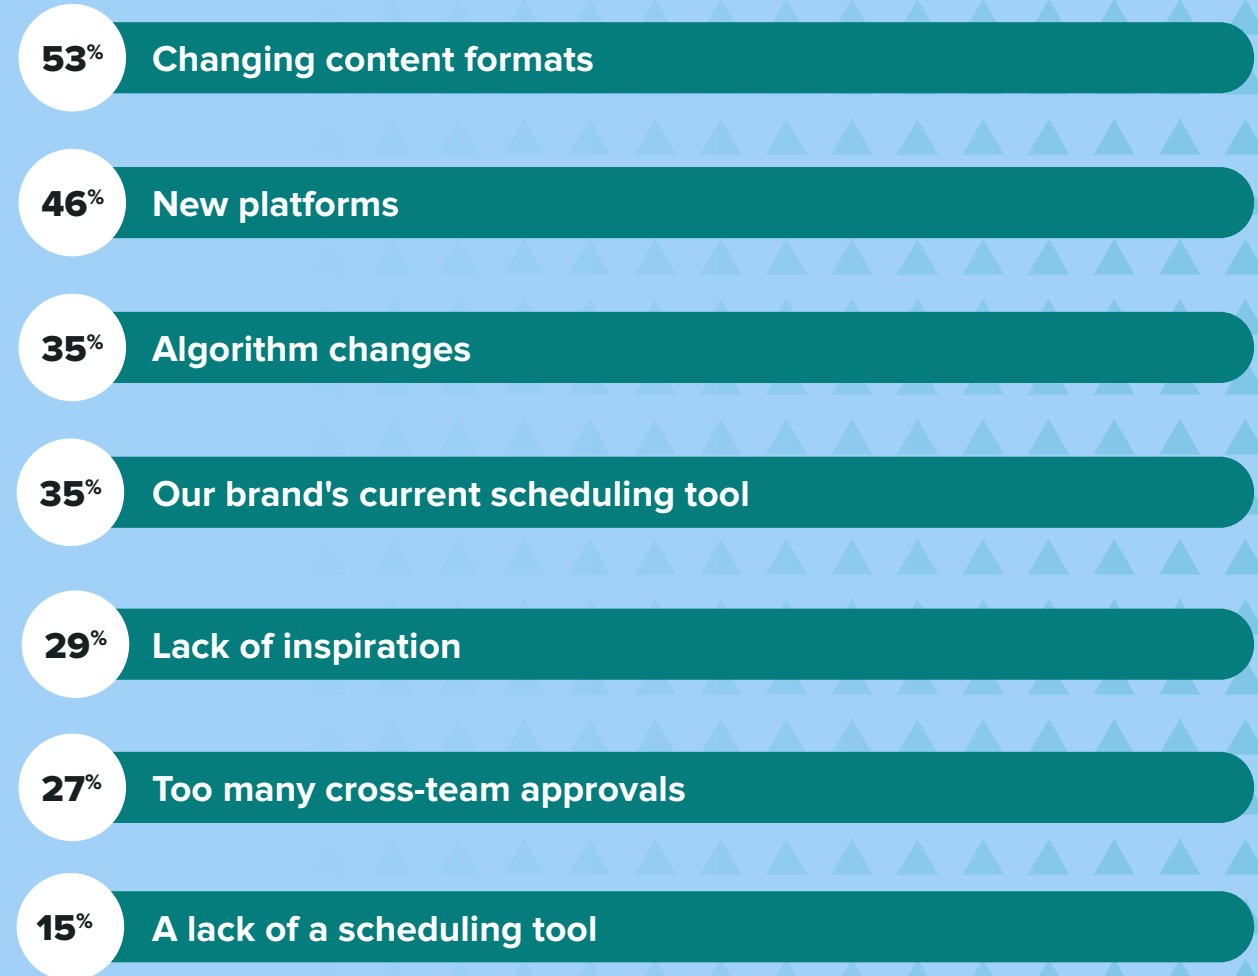 53% Changing content formats
46% New platforms
35% Algorithm changes
35% Our brand's current scheduling tool
29% Lack of inspiration
27% Too many cross-team approvals
15% A lack of a scheduling tool